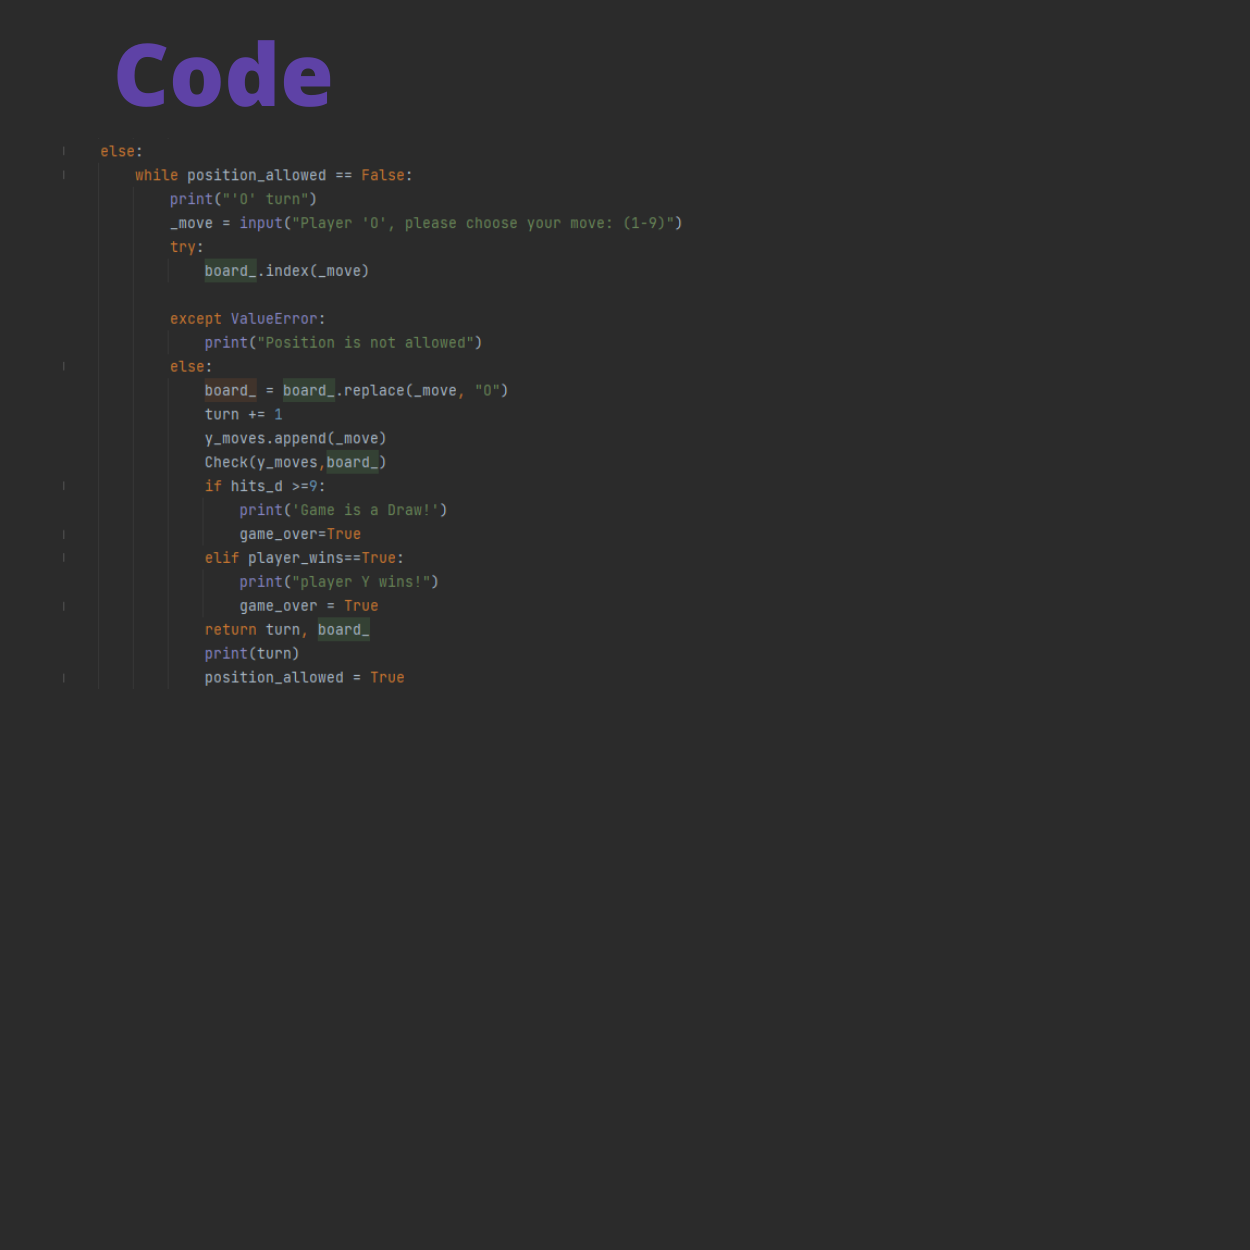 Code
else:
while position_allowed == False:
print("'O' turn")
_move = input("Player 'O', please choose your move: (1-9)")
try:
board_.index(_move)
except ValueError:
print("Position is not allowed")
else:
board_ = board_.replace(_move, "O")
turn += 1
y_moves.append(_move)
Check(y_moves,board_)
if hits_d >=9:
print('Game is a Draw!')
game_over=True
elif player_wins==True:
print("player Y wins!")
game_over = True
return turn, board_
print(turn)
position_allowed = True